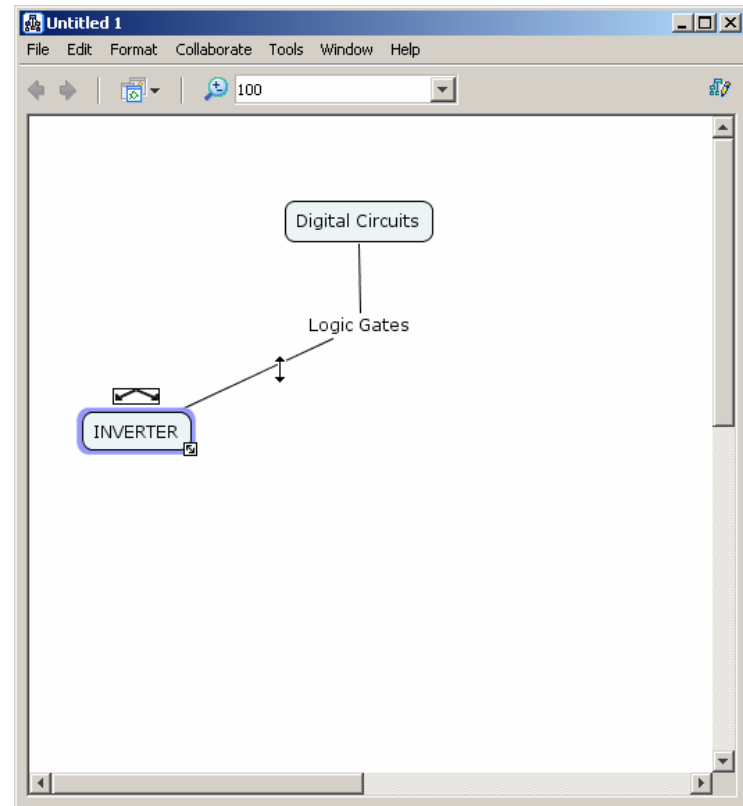 Untitled 1
File Edit Format Collaborate Tools Window Help
100
Digital Circuits
Logic Gates
INVERTER